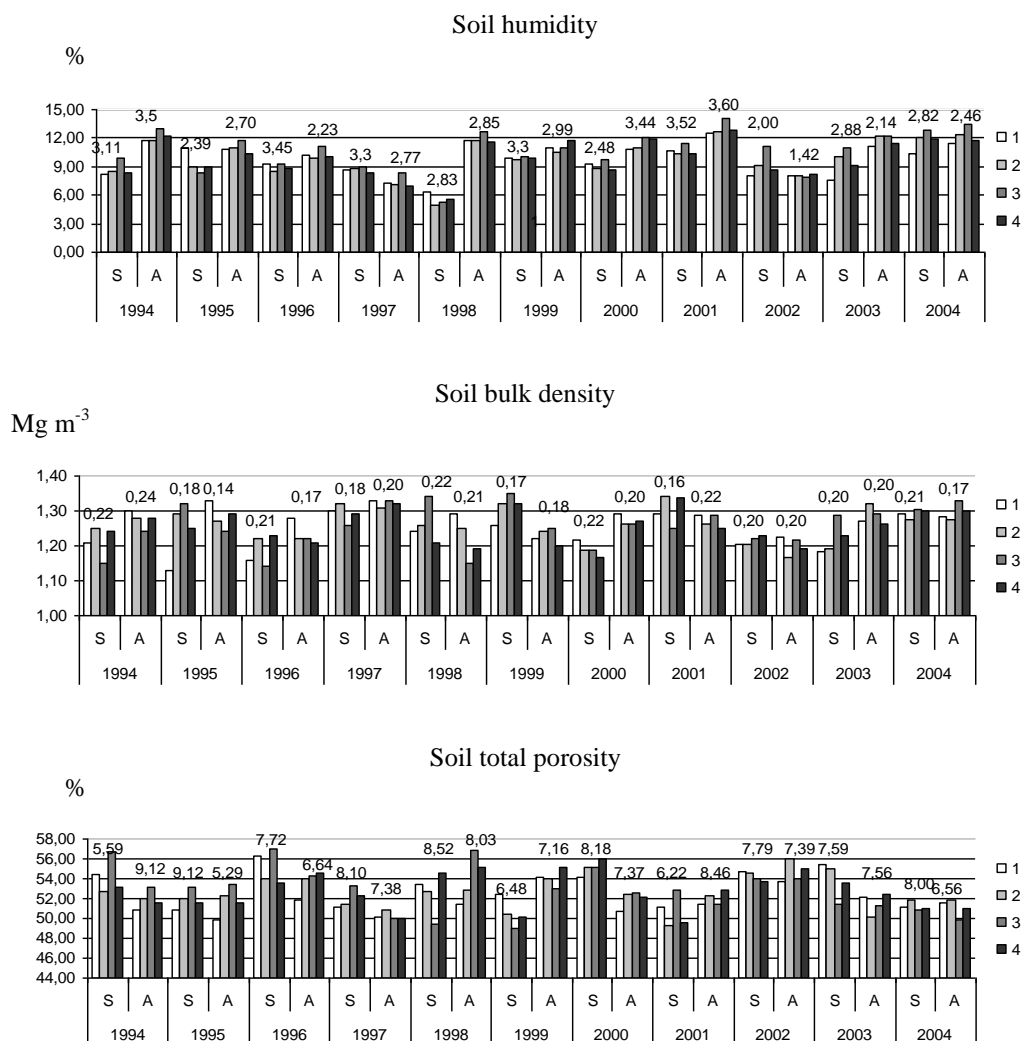 Soil humidity
%
15,00
12,00
9,00
6,00
3,00
0,00
3,11 3,5 2,39 2,70 3,45 2,23 3,3 2,77 2,83 2,85 3,3 2,99 2,48 3,44 3,52 3,60 2,00 1,42 2,88 2,14 2,82 2,46
S A S A S A S A S A S A S A S A S A S A S A
1994 1995 1996 1997 1998 1999 2000 2001 2002 2003 2004
1
2
3
4
Soil bulk density
Mg m-3
1,40
1,30
1,20
1,10
1,00
0,22 0,24 0,18 0,14 0,21 0,17 0,18 0,20 0,22 0,21 0,17 0,18 0,22 0,20 0,16 0,22 0,20 0,20 0,20 0,20 0,21 0,17
S A S A S A S A S A S A S A S A S A S A S A
1994 1995 1996 1997 1998 1999 2000 2001 2002 2003 2004
1
2
3
4
Soil total porosity
%
58,00
56,00
54,00
52,00
50,00
48,00
46,00
44,00
5,59 9,12 9,12 5,29 7,72 6,64 8,10 7,38 8,52 8,03 6,48 7,16 8,18 7,37 6,22 8,46 7,79 7,39 7,59 7,56 8,00 6,56
S A S A S A S A S A S A S A S A S A S A S A
1994 1995 1996 1997 1998 1999 2000 2001 2002 2003 2004
1
2
3
4